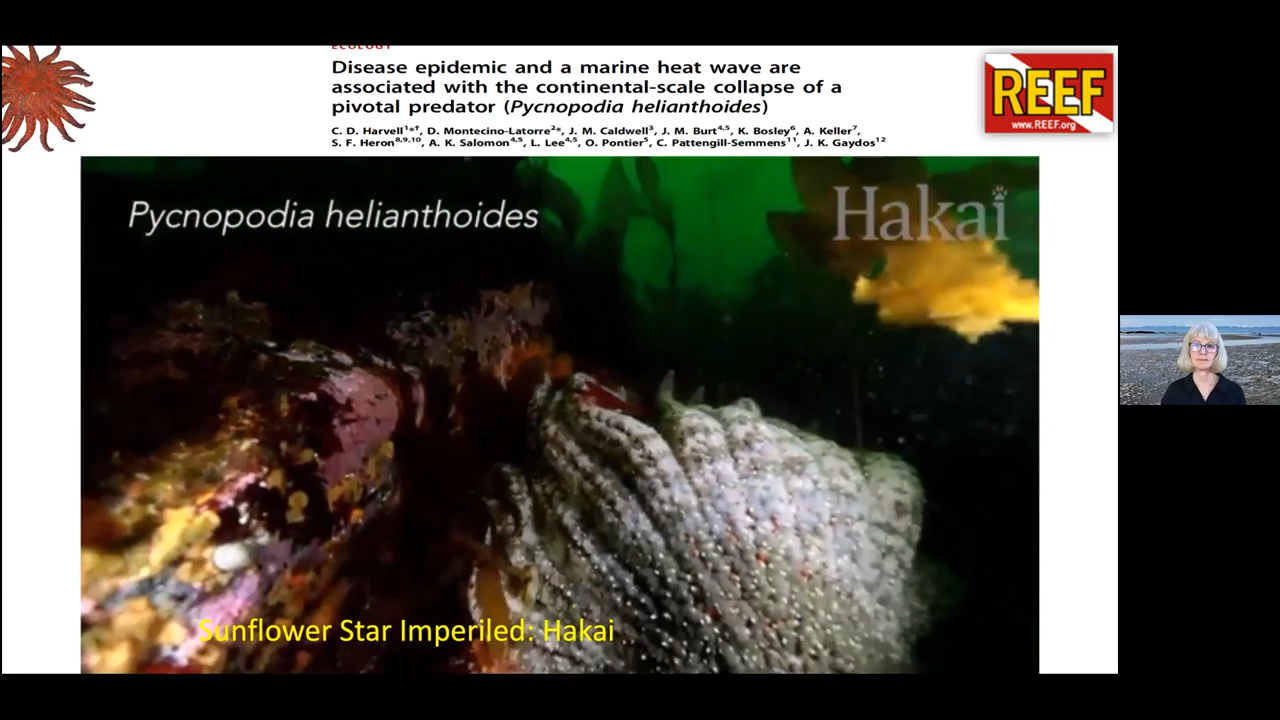 ECOLOGY
Disease epidemic and a marine heat wave are
associated with the continental-scale collapse of a
pivotal predator (Pycnopodia helianthoides)
C. D. Harvell¹*†, D. Montecino-Latorre²*, J. M. Caldwell³, J. M. Burt⁴,⁵, K. Bosley⁶, A. Keller⁷,
S. F. Heron⁸,⁹,¹⁰, A. K. Salomon⁴,⁵, L. Lee⁴,⁵, O. Pontier⁵, C. Pattengill-Semmens¹¹, J. K. Gaydos¹²
REEF
www.REEF.org
Pycnopodia helianthoides
Hakai
Sunflower Star Imperiled: Hakai